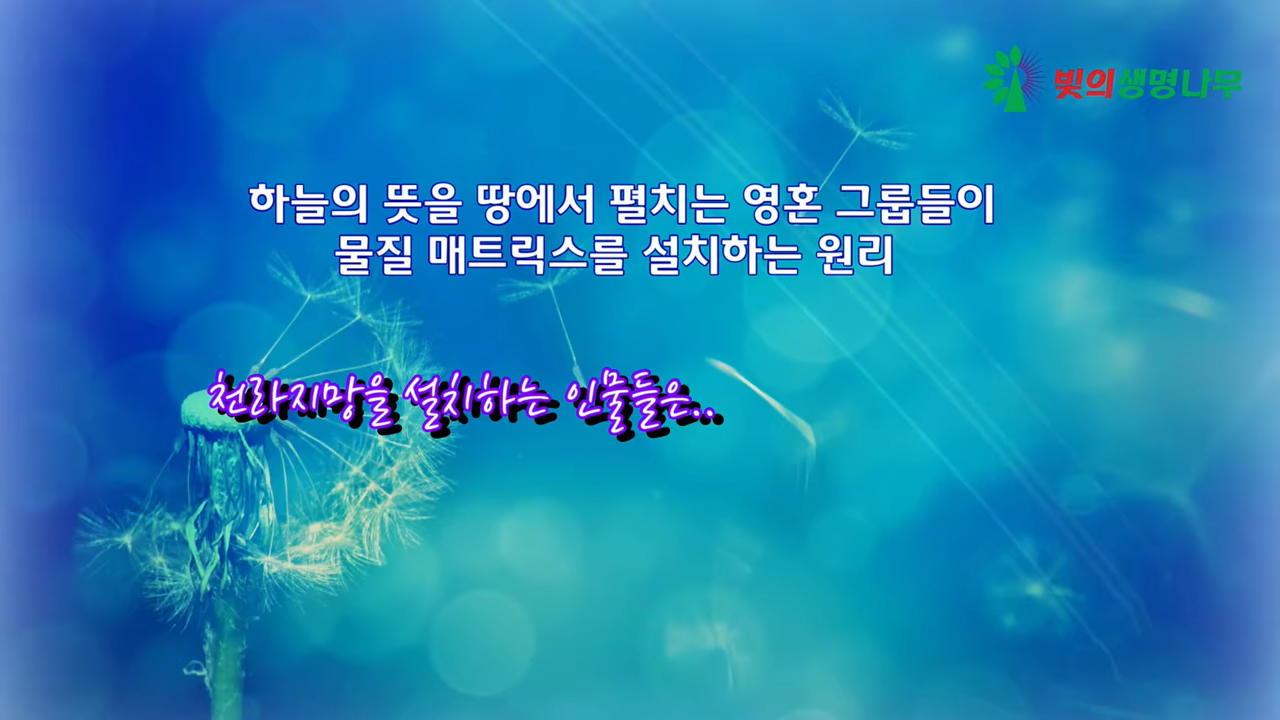 빛의생명나무
하늘의 뜻을 땅에서 펼치는 영혼 그룹들이
물질 매트릭스를 설치하는 원리
천라지망을 설치하는 인물들은..